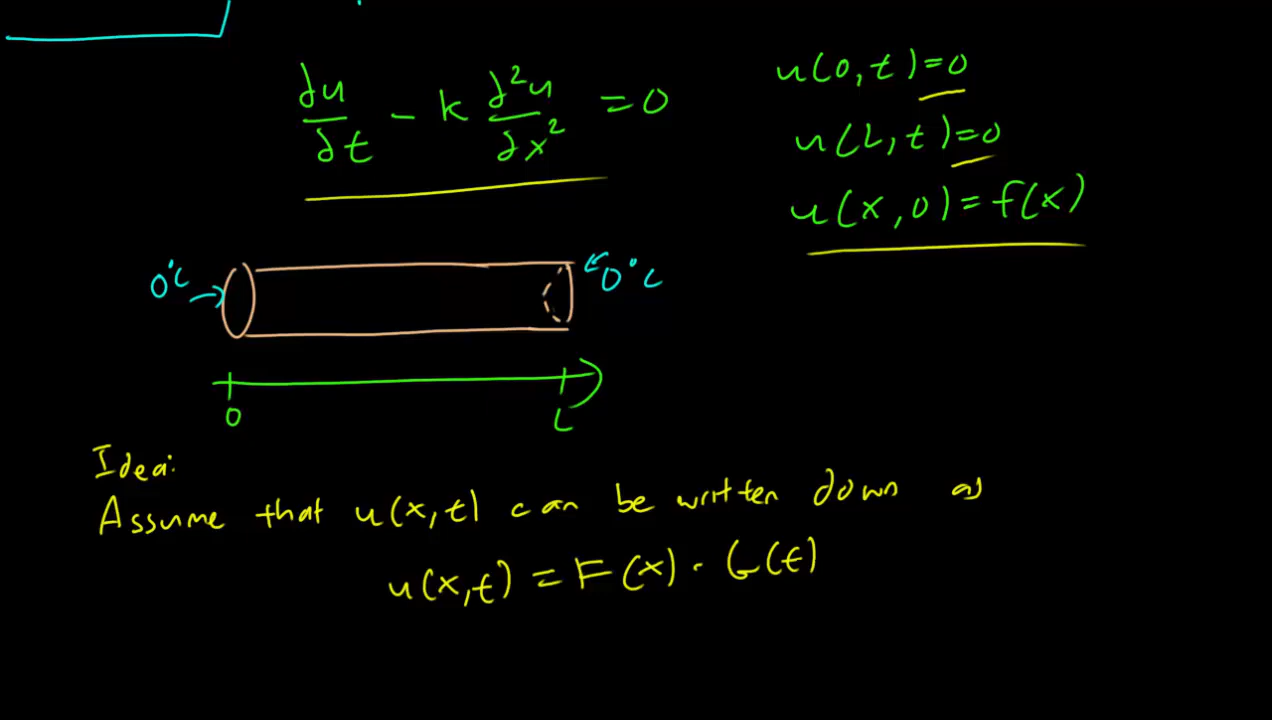 ∂u/∂t - k ∂²u/∂x² = 0
u(0,t)=0
u(L,t)=0
u(x,0)=f(x)
0°C
0°C
0
L
Idea:
Assume that u(x,t) can be written down as
u(x,t) = F(x) · G(t)